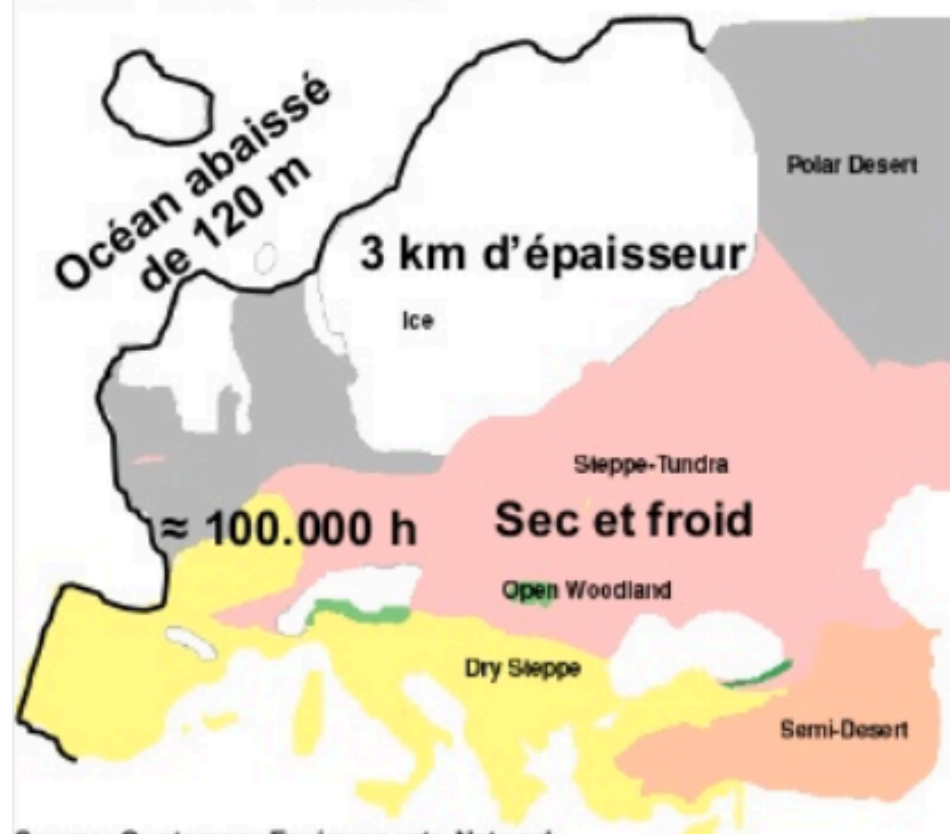 Océan abaissé
de 120 m
Polar Desert
3 km d'épaisseur
Ice
Steppe-Tundra
≈ 100.000 h
Sec et froid
Open Woodland
Dry Steppe
Semi-Desert